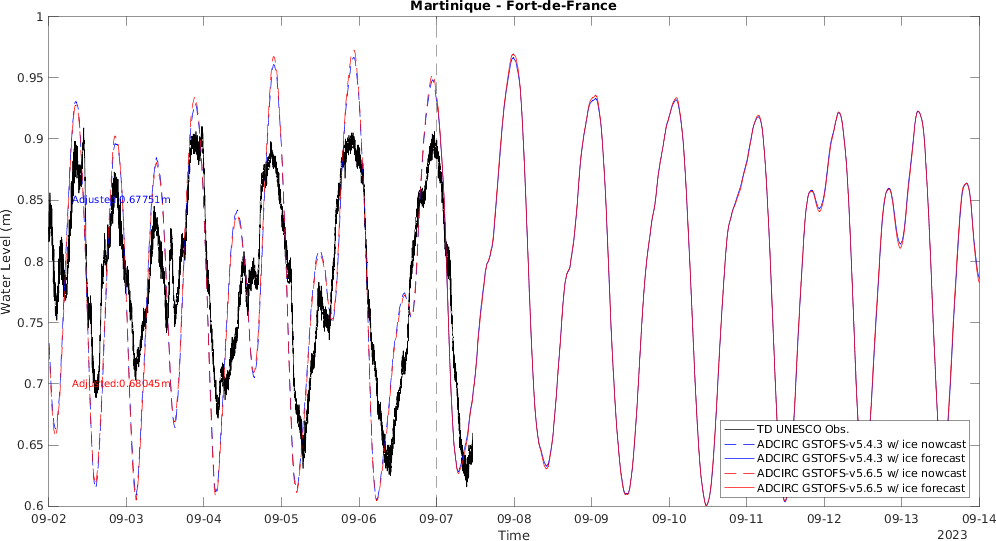 Martinique - Fort-de-France
Water Level (m)
1
0.95
0.9
0.85
0.8
0.75
0.7
0.65
0.6
Adjusted:0.67751m
Adjusted:0.68045m
TD UNESCO Obs.
ADCIRC GSTOFS-v5.4.3 w/ ice nowcast
ADCIRC GSTOFS-v5.4.3 w/ ice forecast
ADCIRC GSTOFS-v5.6.5 w/ ice nowcast
ADCIRC GSTOFS-v5.6.5 w/ ice forecast
09-02 09-03 09-04 09-05 09-06 09-07 09-08 09-09 09-10 09-11 09-12 09-13 09-14
Time
2023